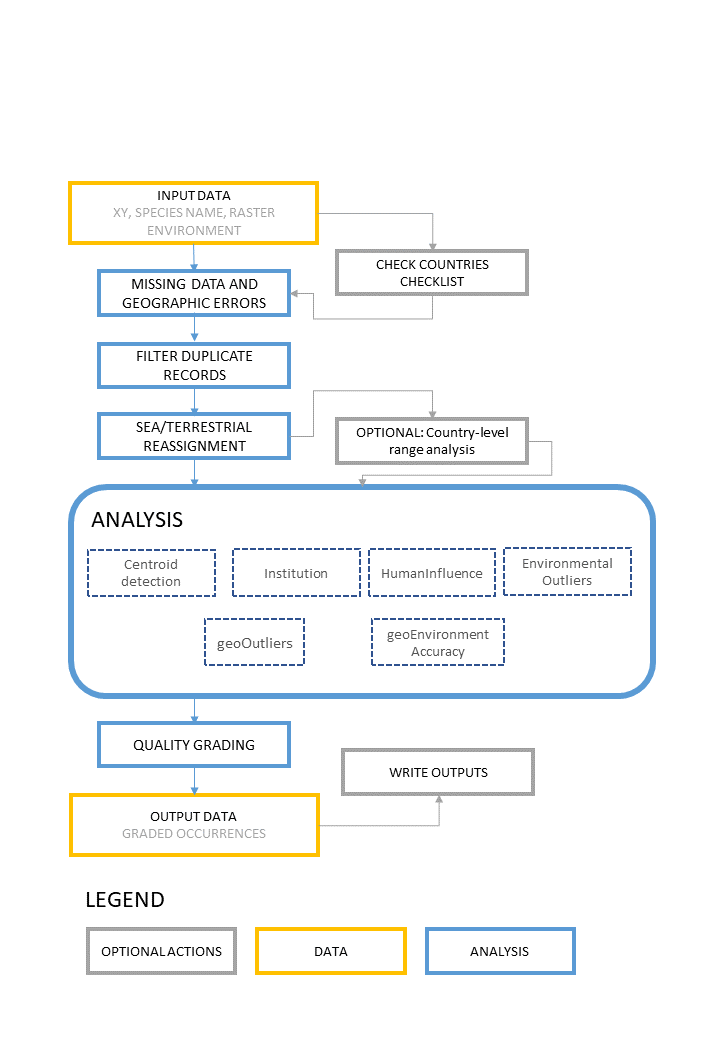 INPUT DATA
XY, SPECIES NAME, RASTER
ENVIRONMENT
CHECK COUNTRIES
CHECKLIST
MISSING DATA AND
GEOGRAPHIC ERRORS
FILTER DUPLICATE
RECORDS
SEA/TERRESTRIAL
REASSIGNMENT
OPTIONAL: Country-level
range analysis
ANALYSIS
Centroid
detection
Institution
HumanInfluence
Environmental
Outliers
geoOutliers
geoEnvironment
Accuracy
QUALITY GRADING
WRITE OUTPUTS
OUTPUT DATA
GRADED OCCURRENCES
LEGEND
OPTIONAL ACTIONS
DATA
ANALYSIS